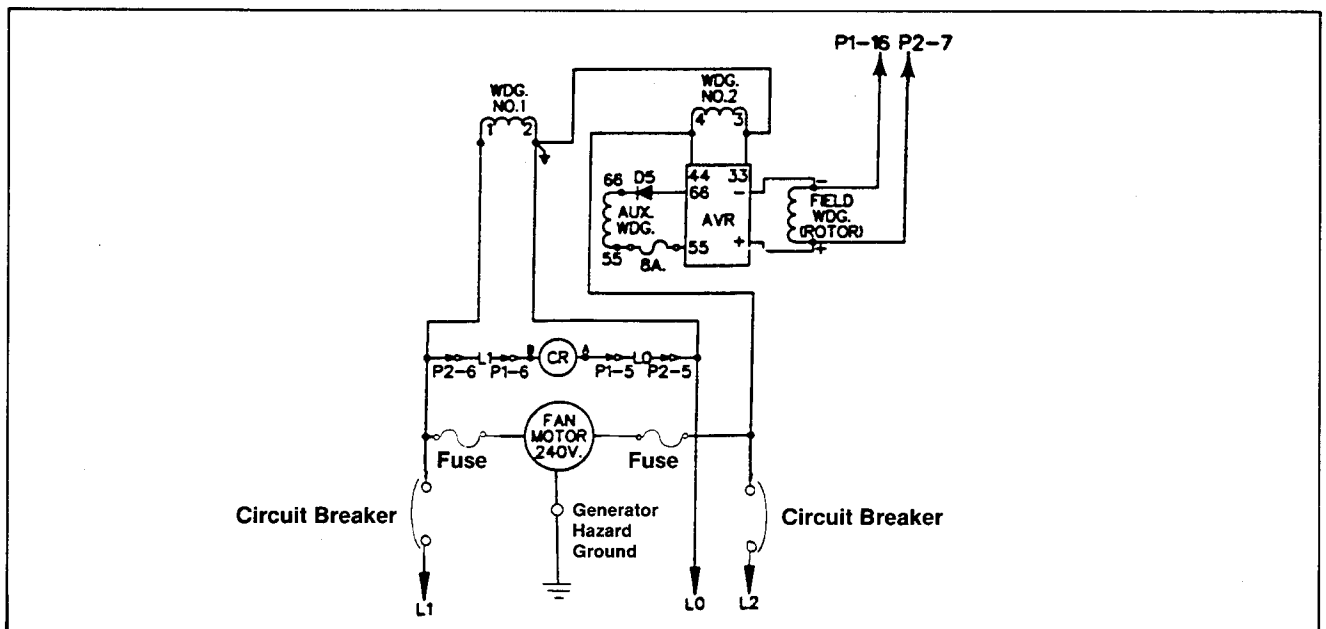 P1-16 P2-7
WDG.
NO.1
1 2
WDG.
NO.2
4 3
66 D5
44 33
66 -
AUX.
WDG.
AVR
55 8A. 55 +
-
FIELD
WDG.
(ROTOR)
+
B CR A
P2-6 L1 P1-6 P1-5 L0 P2-5
FAN
MOTOR
240V.
Fuse Fuse
Circuit Breaker
Generator
Hazard
Ground
Circuit Breaker
L1 L0 L2